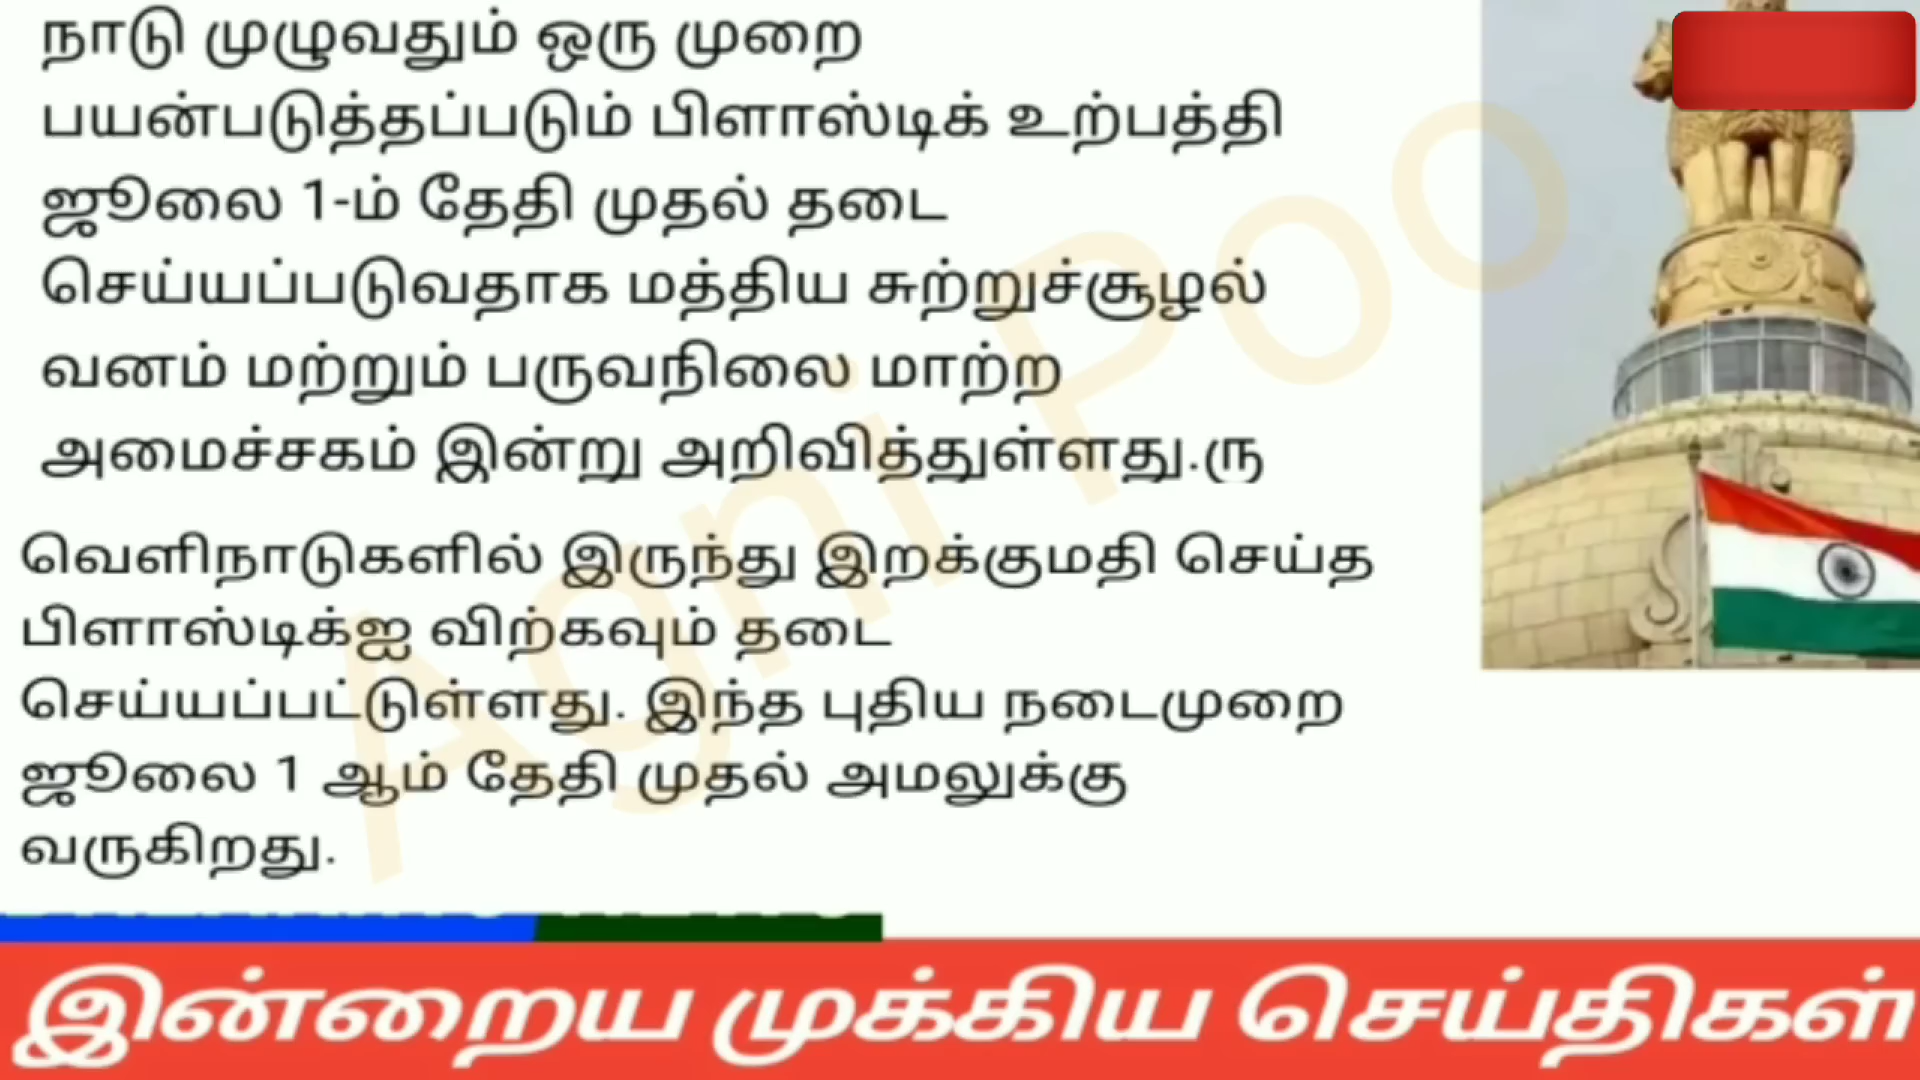 நாடு முழுவதும் ஒரு முறை
பயன்படுத்தப்படும் பிளாஸ்டிக் உற்பத்தி
ஜூலை 1-ம் தேதி முதல் தடை
செய்யப்படுவதாக மத்திய சுற்றுச்சூழல்
வனம் மற்றும் பருவநிலை மாற்ற
அமைச்சகம் இன்று அறிவித்துள்ளது.ரு
வெளிநாடுகளில் இருந்து இறக்குமதி செய்த
பிளாஸ்டிக்ஐ விற்கவும் தடை
செய்யப்பட்டுள்ளது. இந்த புதிய நடைமுறை
ஜூலை 1 ஆம் தேதி முதல் அமலுக்கு
வருகிறது.
Agni Poo
இன்றைய முக்கிய செய்திகள்